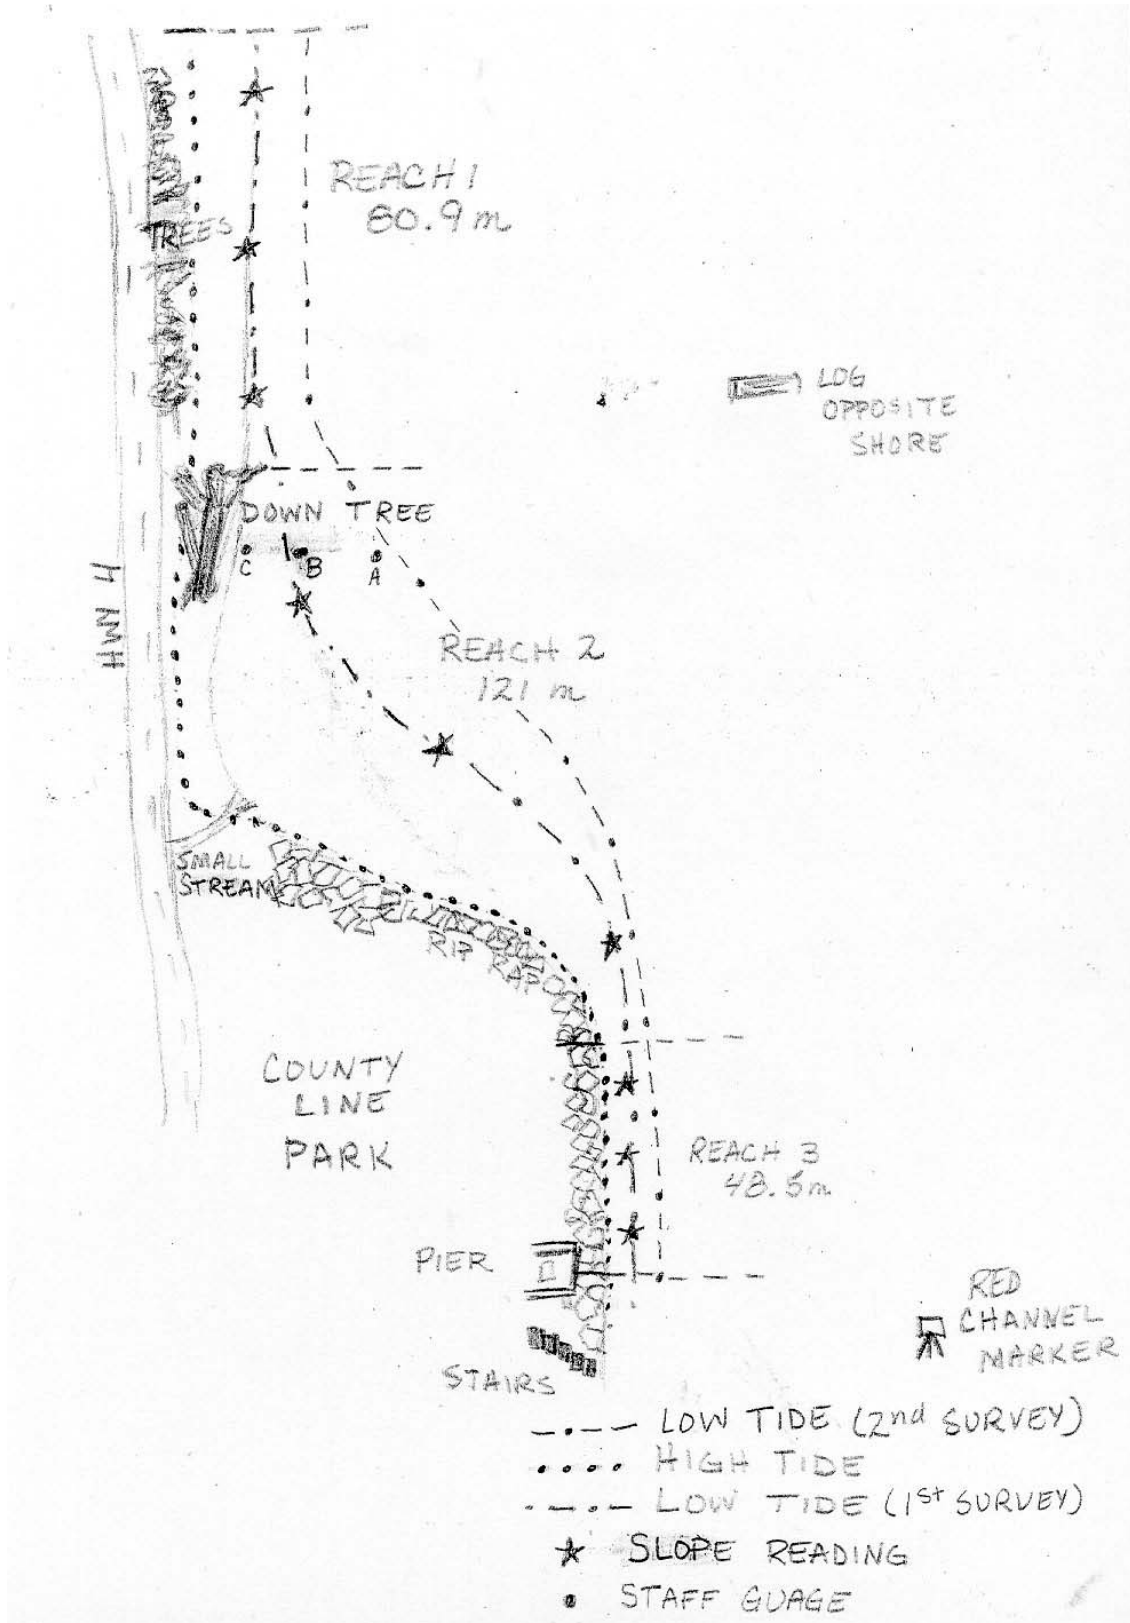 REACH 1
80.9 m
TREES
LOG
OPPOSITE
SHORE
DOWN TREE
C
B
A
HWY 4
REACH 2
121 m
SMALL
STREAM
RIP RAP
COUNTY
LINE
PARK
REACH 3
48.5m
PIER
RED
CHANNEL
MARKER
STAIRS
LOW TIDE (2nd SURVEY)
HIGH TIDE
LOW TIDE (1st SURVEY)
SLOPE READING
STAFF GUAGE